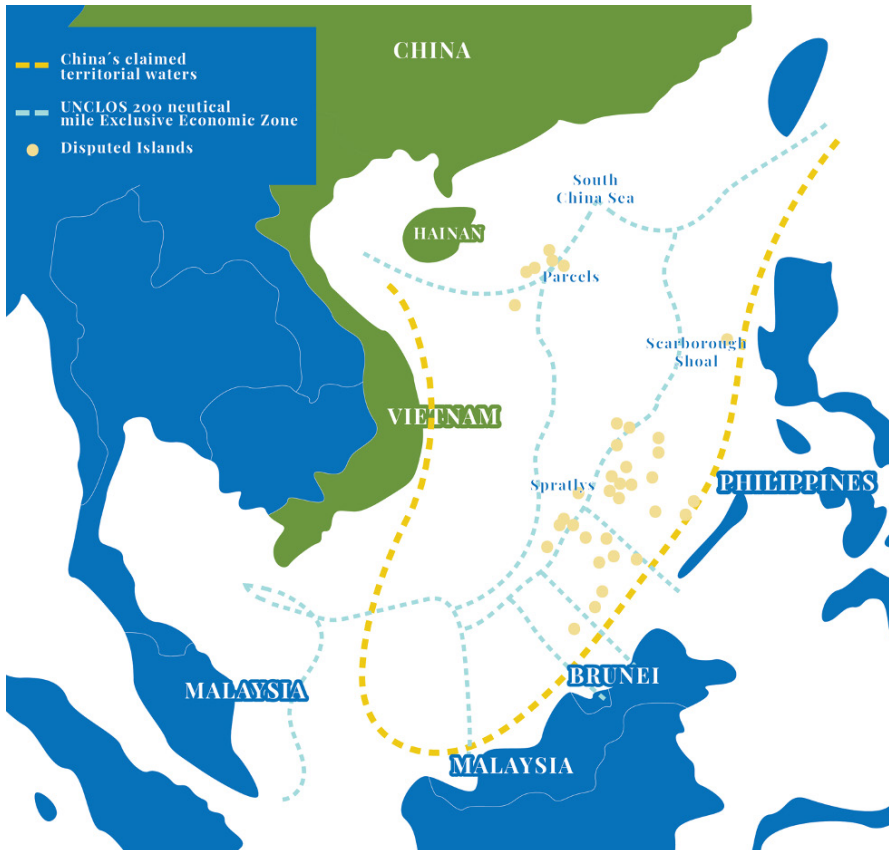 China´s claimed
territorial waters
UNCLOS 200 neutical
mile Exclusive Economic Zone
Disputed Islands
CHINA
South
China Sea
HAINAN
Parcels
Scarborough
Shoal
VIETNAM
Spratlys
PHILIPPINES
MALAYSIA
BRUNEI
MALAYSIA